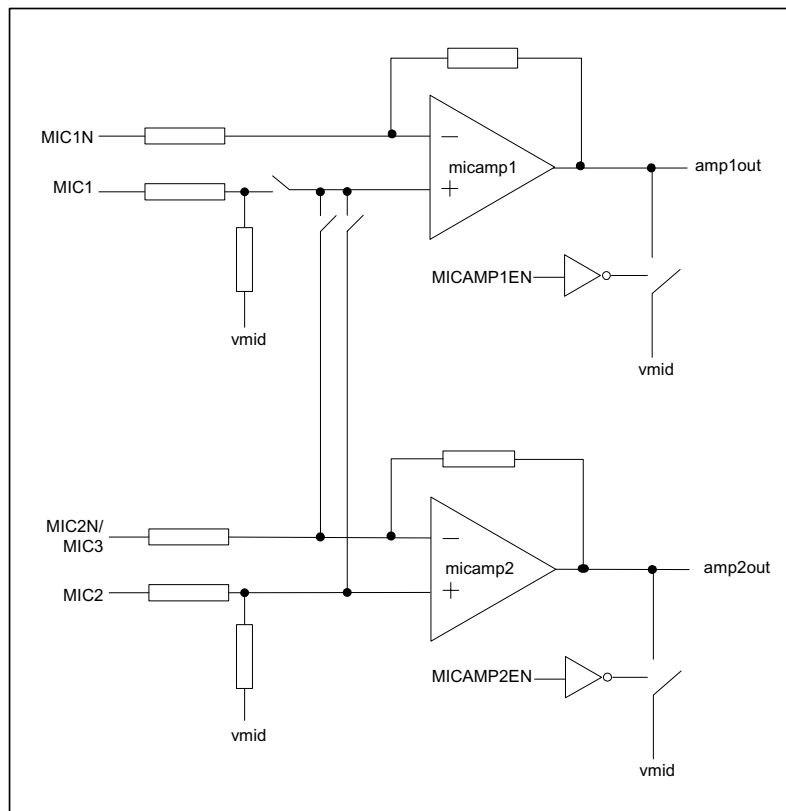 MIC1N
micamp1
amp1out
MIC1
MICAMP1EN
vmid
vmid
MIC2N/
MIC3
micamp2
amp2out
MIC2
MICAMP2EN
vmid
vmid